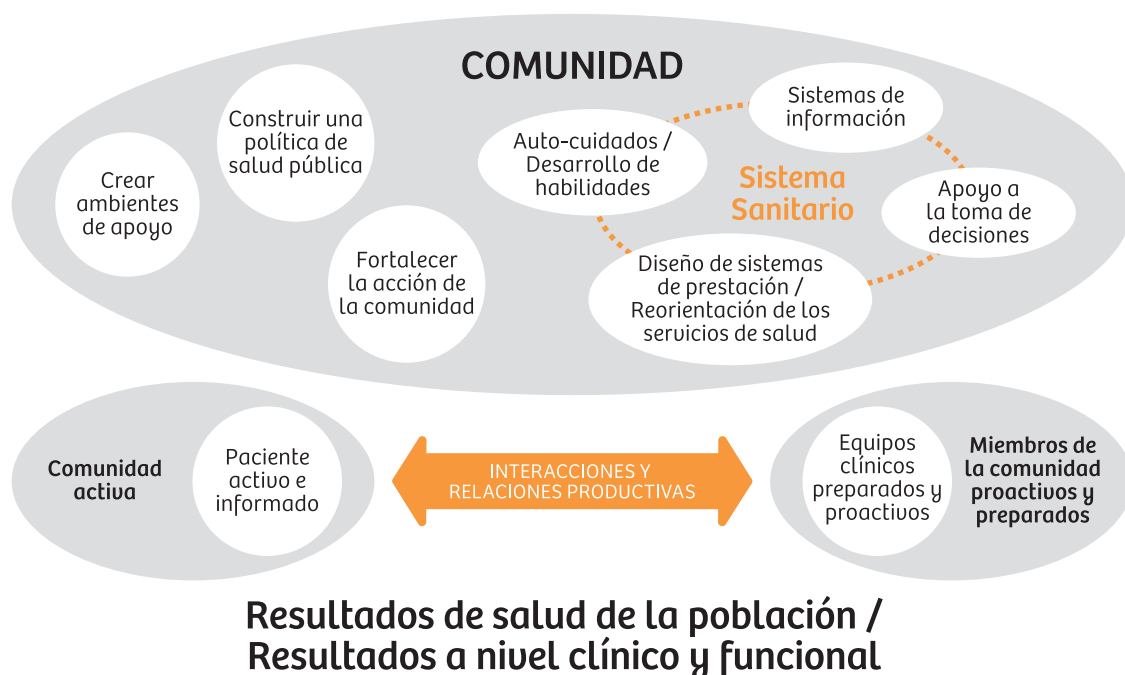 COMUNIDAD
Crear
ambientes
de apoyo
Construir una
política de
salud pública
Fortalecer
la acción de
la comunidad
Auto-cuidados /
Desarrollo de
habilidades
Sistemas de
información
Sistema
Sanitario
Apoyo a
la toma de
decisiones
Diseño de sistemas
de prestación /
Reorientación de los
servicios de salud
Comunidad
activa
Paciente
activo e
informado
INTERACCIONES Y
RELACIONES PRODUCTIVAS
Equipos
clínicos
preparados y
proactivos
Miembros de
la comunidad
proactivos y
preparados
Resultados de salud de la población /
Resultados a nivel clínico y funcional